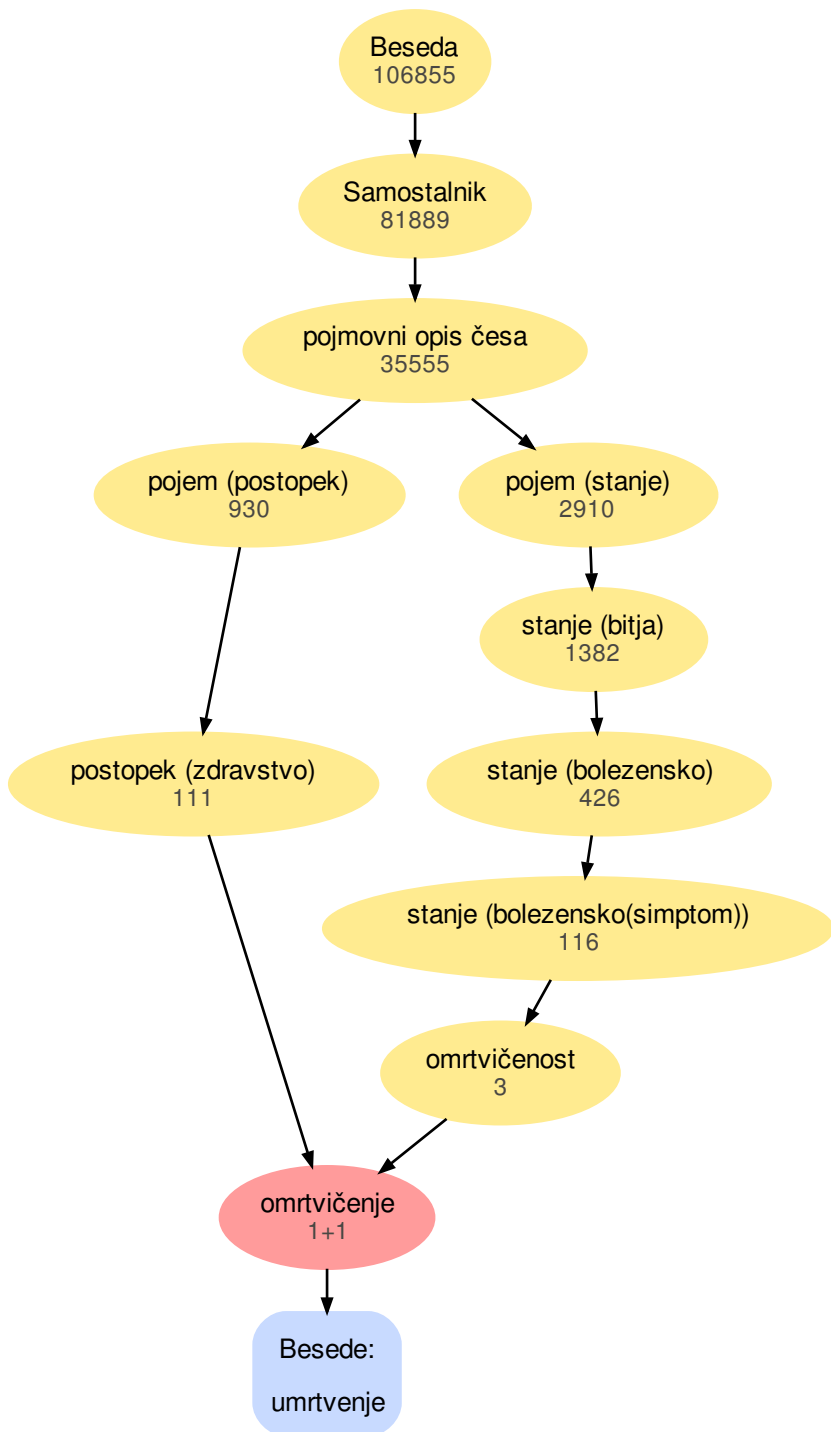 Beseda
106855
Samostalnik
81889
pojmovni opis česa
35555
pojem (postopek)
930
pojem (stanje)
2910
stanje (bitja)
1382
postopek (zdravstvo)
111
stanje (bolezensko)
426
stanje (bolezensko(simptom))
116
omrtvičenost
3
omrtvičenje
1+1
Besede:
umrtvenje